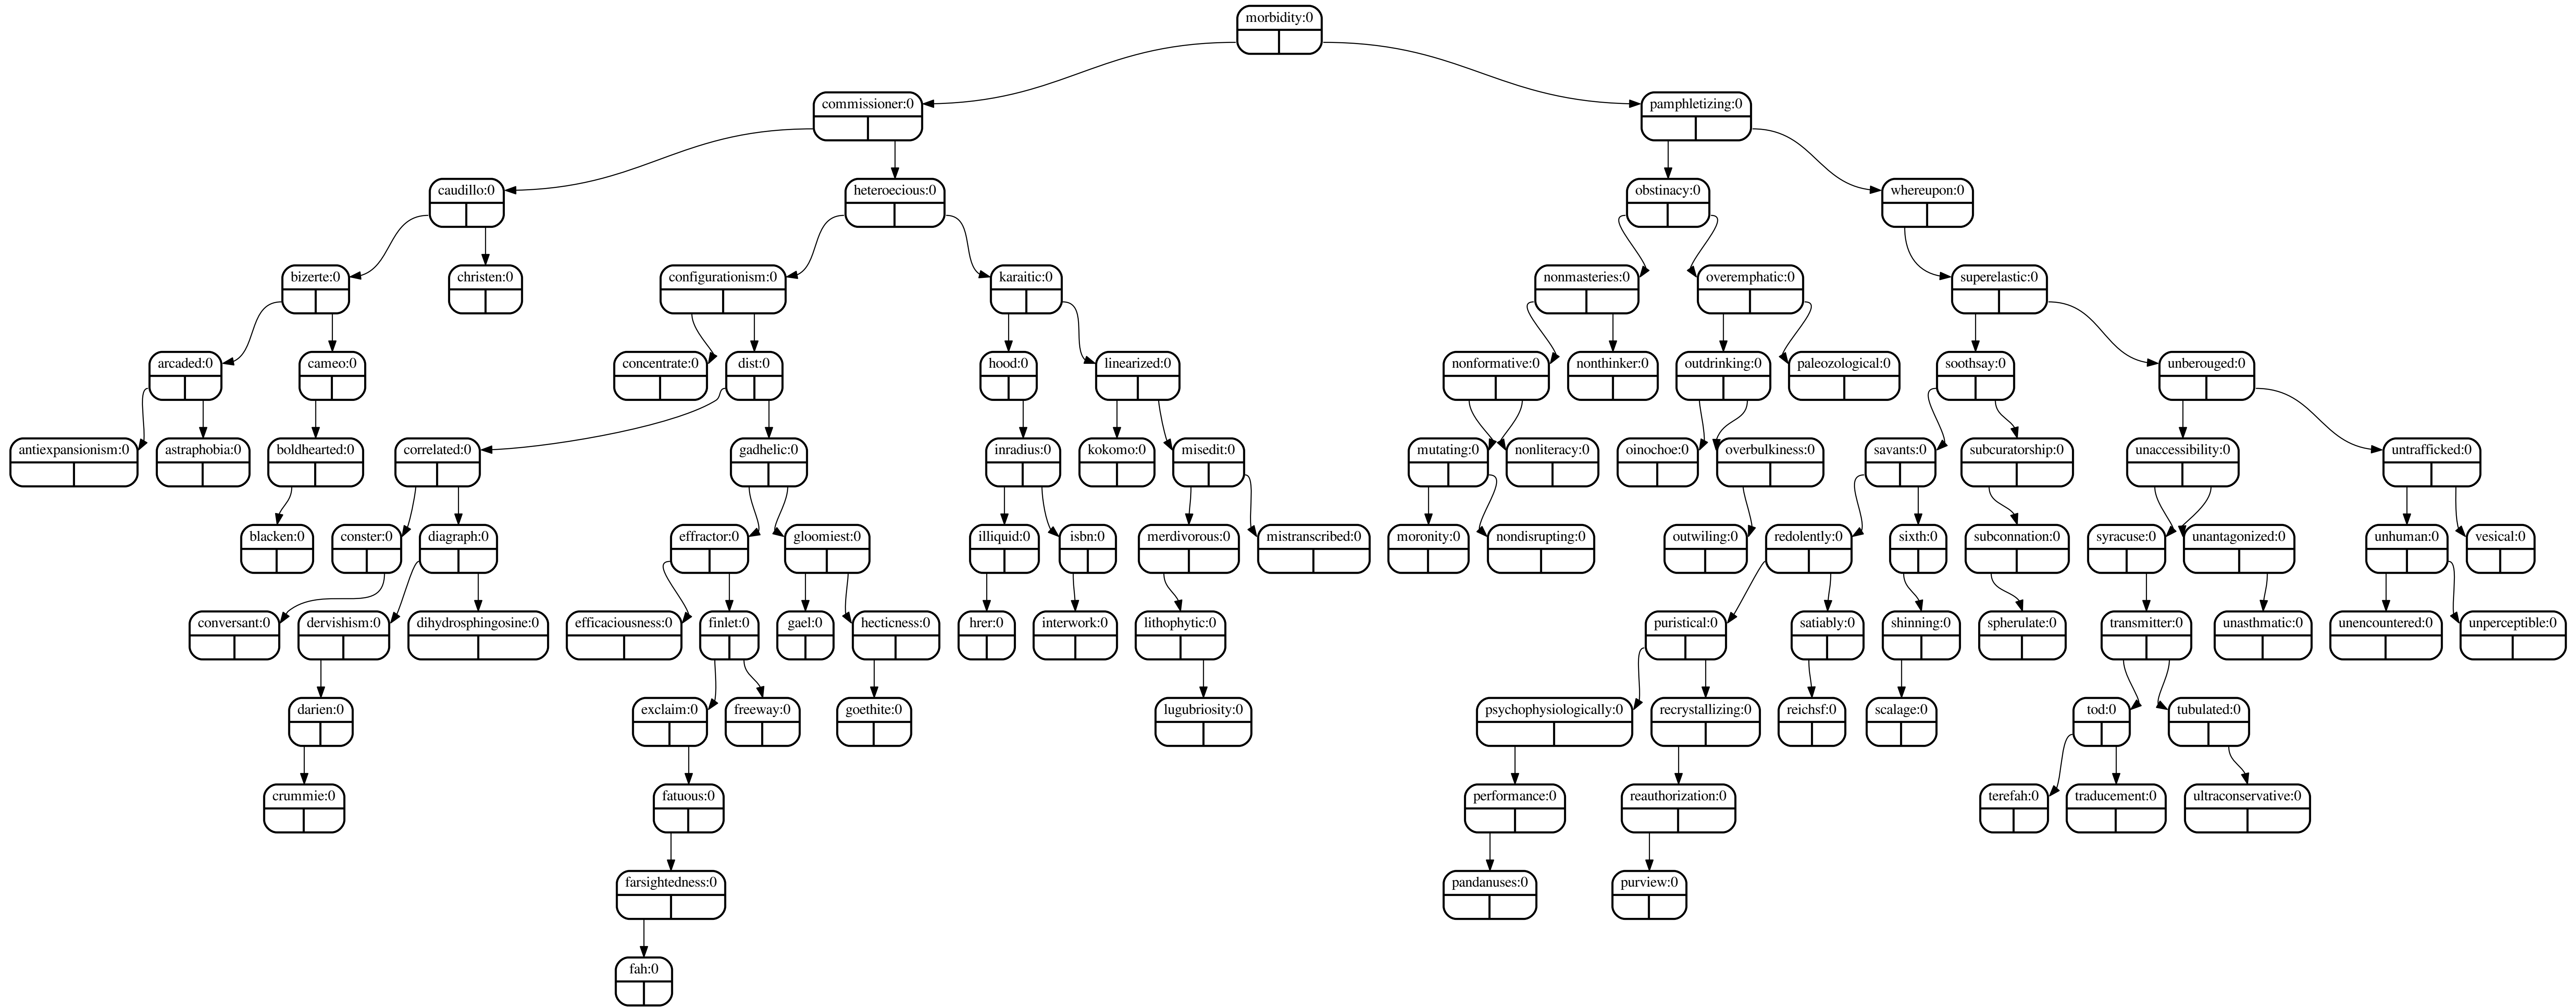 morbidity:0
commissioner:0
pamphletizing:0
caudillo:0
heteroecious:0
obstinacy:0
whereupon:0
bizerte:0
christen:0
configurationism:0
karaitic:0
nonmasteries:0
overemphatic:0
superelastic:0
arcaded:0
cameo:0
concentrate:0
dist:0
hood:0
linearized:0
nonformative:0
nonthinker:0
outdrinking:0
paleozological:0
soothsay:0
unberouged:0
antiexpansionism:0
astraphobia:0
boldhearted:0
correlated:0
gadhelic:0
inradius:0
kokomo:0
misedit:0
mutating:0
nonliteracy:0
oinochoe:0
overbulkiness:0
savants:0
subcuratorship:0
unaccessibility:0
untrafficked:0
blacken:0
conster:0
diagraph:0
effractor:0
gloomiest:0
illiquid:0
isbn:0
merdivorous:0
mistranscribed:0
moronity:0
nondisrupting:0
outwiling:0
redolently:0
sixth:0
subconnation:0
syracuse:0
unantagonized:0
unhuman:0
vesical:0
conversant:0
dervishism:0
dihydrosphingosine:0
efficaciousness:0
finlet:0
gael:0
hecticness:0
hrer:0
interwork:0
lithophytic:0
puristical:0
satiably:0
shinning:0
spherulate:0
transmitter:0
unasthmatic:0
unencountered:0
unperceptible:0
darien:0
exclaim:0
freeway:0
goethite:0
lugubriosity:0
psychophysiologically:0
recrystallizing:0
reichsf:0
scalage:0
tod:0
tubulated:0
crummie:0
fatuous:0
performance:0
reauthorization:0
terefah:0
traducement:0
ultraconservative:0
farsightedness:0
pandanuses:0
purview:0
fah:0